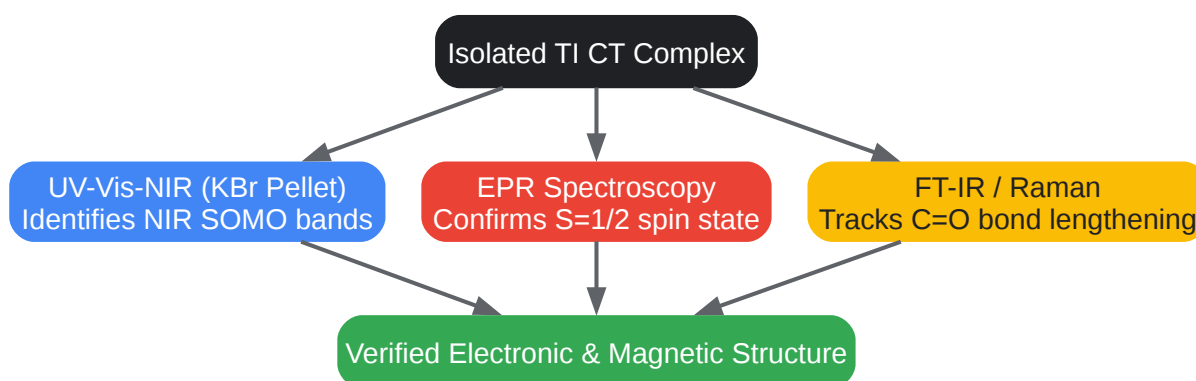 Isolated TI CT Complex
UV-Vis-NIR (KBr Pellet)
Identifies NIR SOMO bands
EPR Spectroscopy
Confirms S=1/2 spin state
FT-IR / Raman
Tracks C=O bond lengthening
Verified Electronic & Magnetic Structure